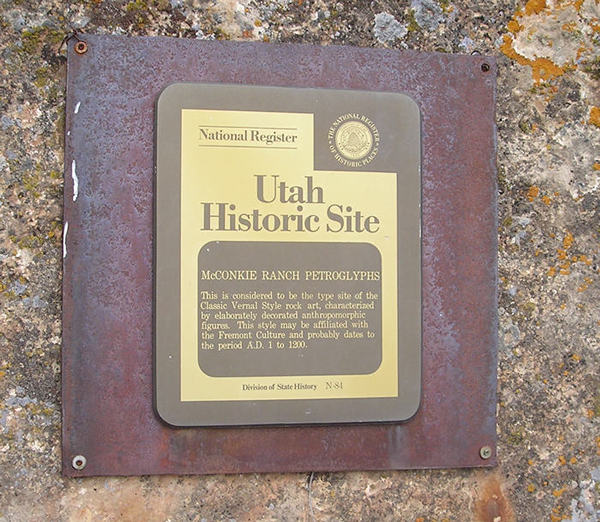 National Register
• THE NATIONAL REGISTER •
OF HISTORIC PLACES
Utah
Historic Site
McCONKIE RANCH PETROGLYPHS
This is considered to be the type site of the
Classic Vernal Style rock art, characterized
by elaborately decorated anthropomorphic
figures. This style may be affiliated with
the Fremont Culture and probably dates to
the period A.D. 1 to 1200.
Division of State History N-84